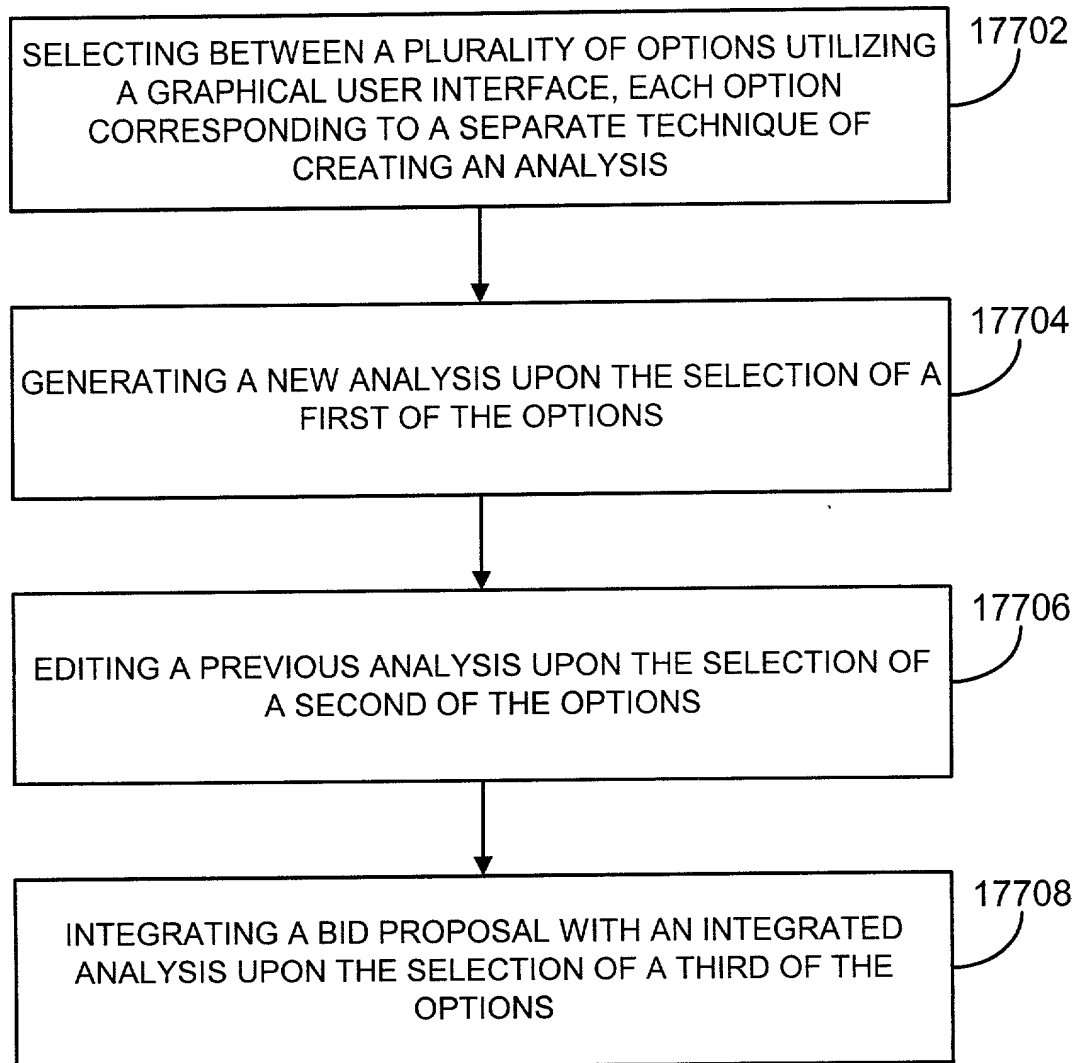 SELECTING BETWEEN A PLURALITY OF OPTIONS UTILIZING
A GRAPHICAL USER INTERFACE, EACH OPTION
CORRESPONDING TO A SEPARATE TECHNIQUE OF
CREATING AN ANALYSIS
17702
GENERATING A NEW ANALYSIS UPON THE SELECTION OF A
FIRST OF THE OPTIONS
17704
EDITING A PREVIOUS ANALYSIS UPON THE SELECTION OF
A SECOND OF THE OPTIONS
17706
INTEGRATING A BID PROPOSAL WITH AN INTEGRATED
ANALYSIS UPON THE SELECTION OF A THIRD OF THE
OPTIONS
17708